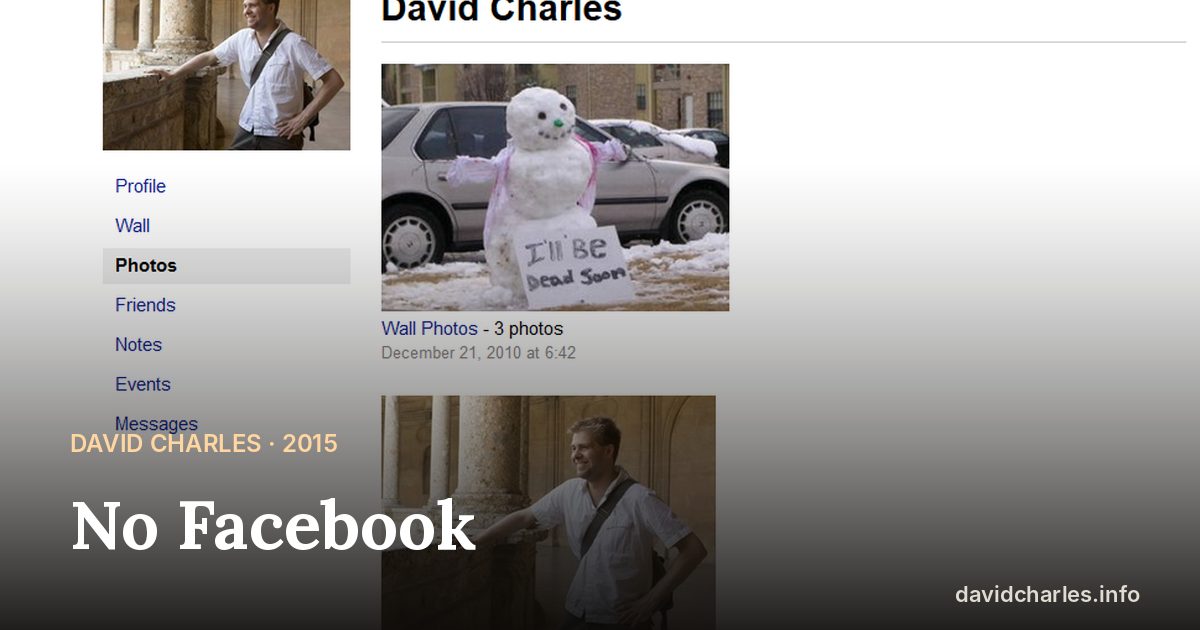 David Charles
Profile
Wall
Photos
Friends
Notes
Events
Messages
I'll BE
Dead Soon
Wall Photos - 3 photos
December 21, 2010 at 6:42
DAVID CHARLES · 2015
No Facebook
davidcharles.info